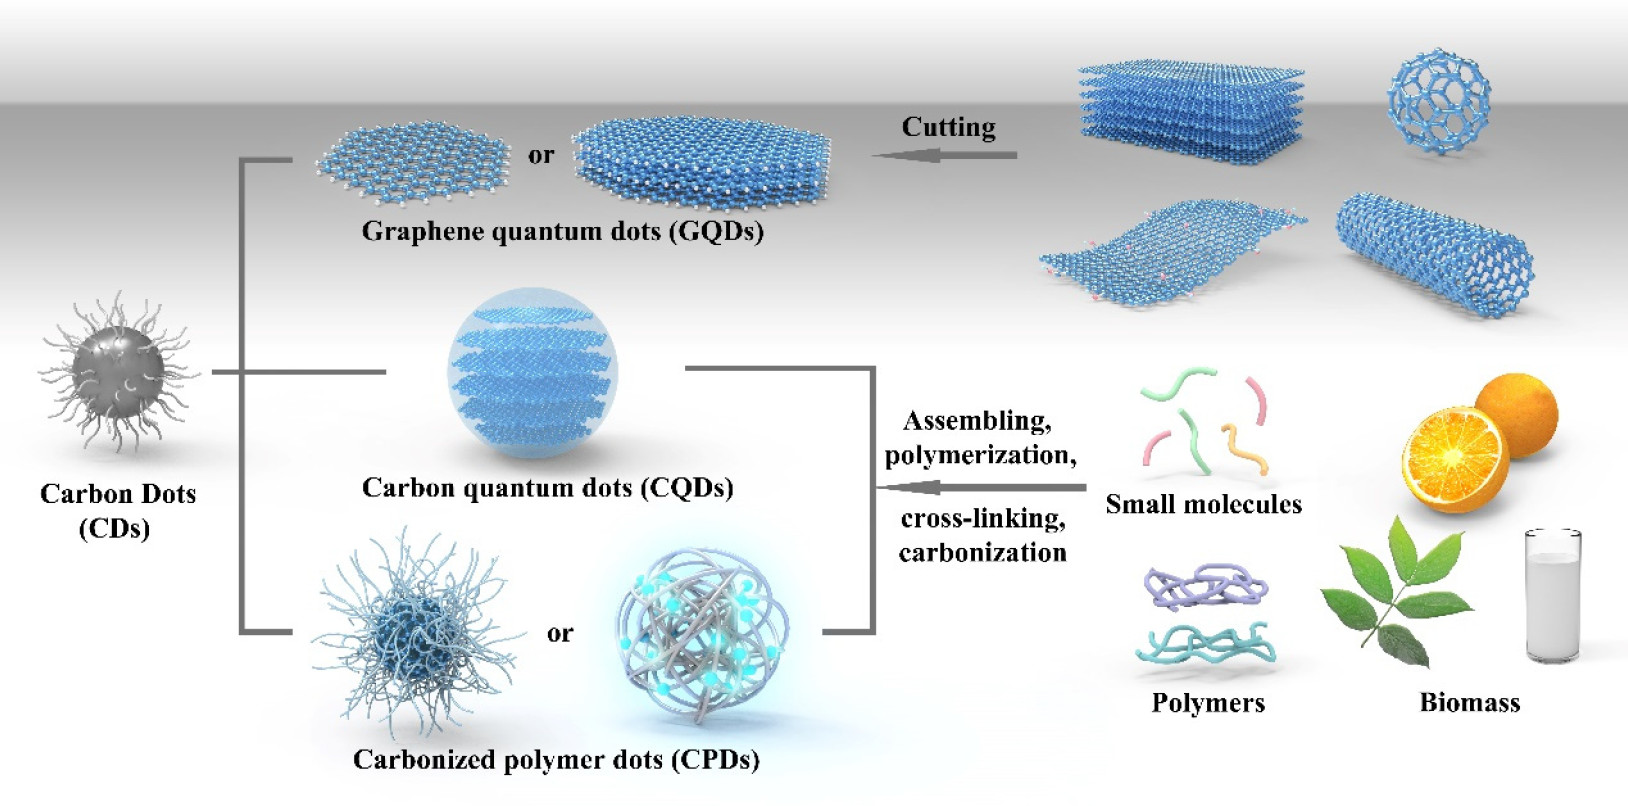 Cutting
or
Graphene quantum dots (GQDs)
Carbon Dots
(CDs)
Carbon quantum dots (CQDs)
Assembling,
polymerization,
cross-linking,
carbonization
Small molecules
or
Polymers
Biomass
Carbonized polymer dots (CPDs)